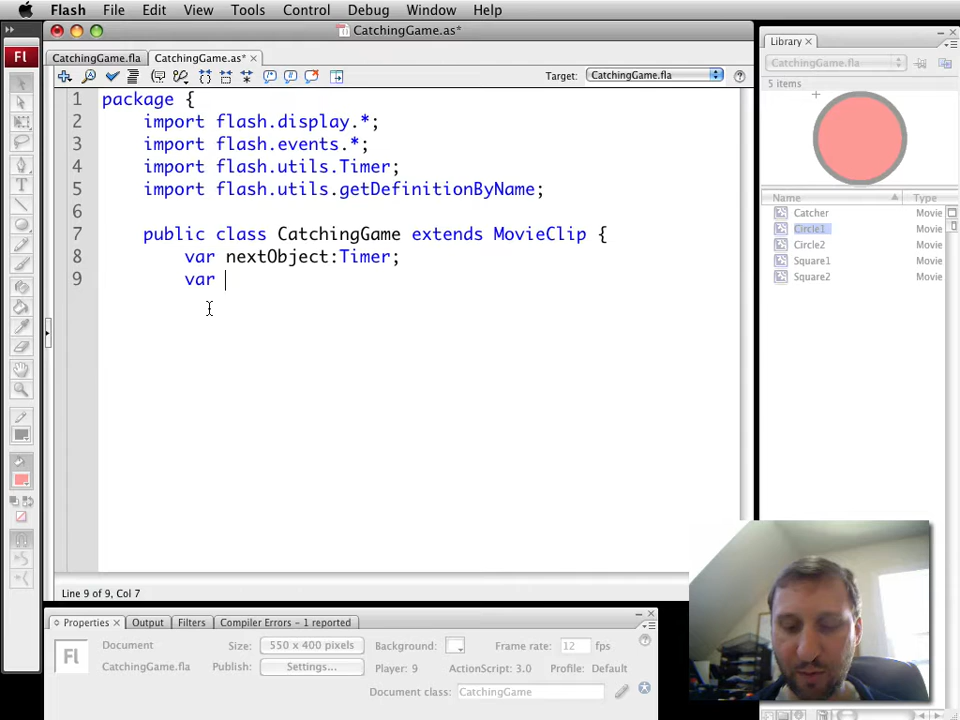 Flash File Edit View Tools Control Debug Window Help
CatchingGame.as*
CatchingGame.fla CatchingGame.as*
Target: CatchingGame.fla
1 package {
2 import flash.display.*;
3 import flash.events.*;
4 import flash.utils.Timer;
5 import flash.utils.getDefinitionByName;
6
7 public class CatchingGame extends MovieClip {
8 var nextObject:Timer;
9 var
Line 9 of 9, Col 7
Fl
Library
CatchingGame.fla
5 items
Name Type
Catcher Movie
Circle1 Movie
Circle2 Movie
Square1 Movie
Square2 Movie
Properties Output Filters Compiler Errors - 1 reported
Fl
Document Size: 550 x 400 pixels Background: Frame rate: 12 fps
CatchingGame.fla Publish: Settings... Player: 9 ActionScript: 3.0 Profile: Default
Document class: CatchingGame